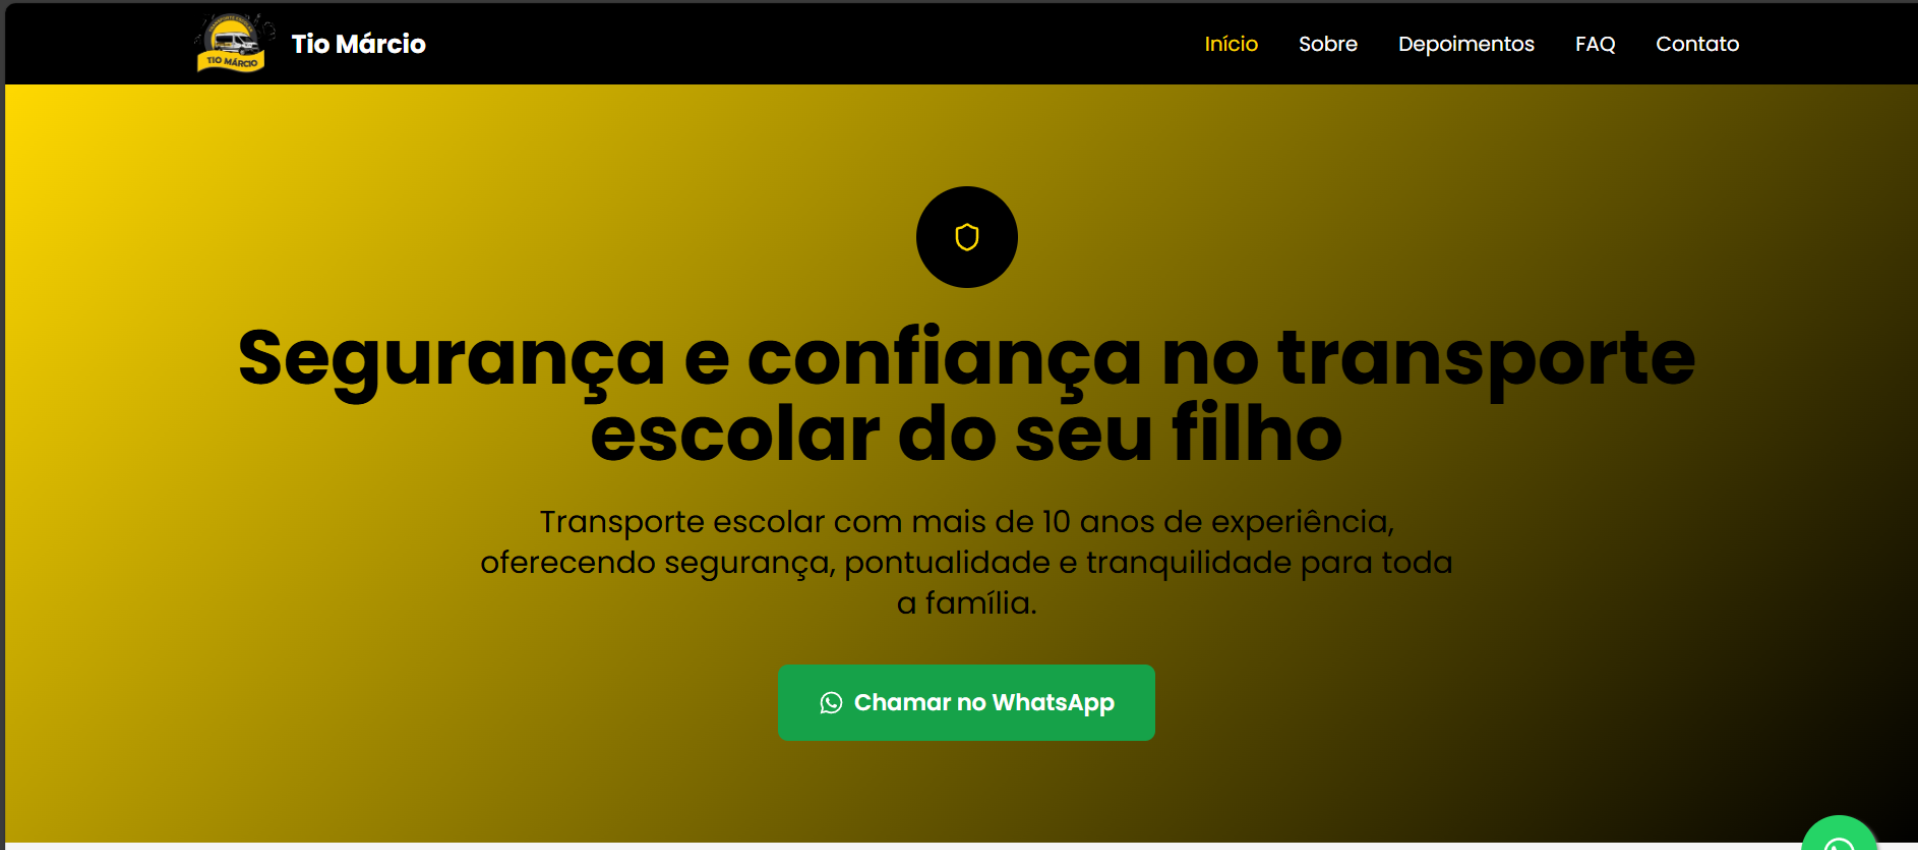 TIO MÁRCIO
Tio Márcio
Início
Sobre
Depoimentos
FAQ
Contato
Segurança e confiança no transporte
escolar do seu filho
Transporte escolar com mais de 10 anos de experiência,
oferecendo segurança, pontualidade e tranquilidade para toda
a família.
Chamar no WhatsApp